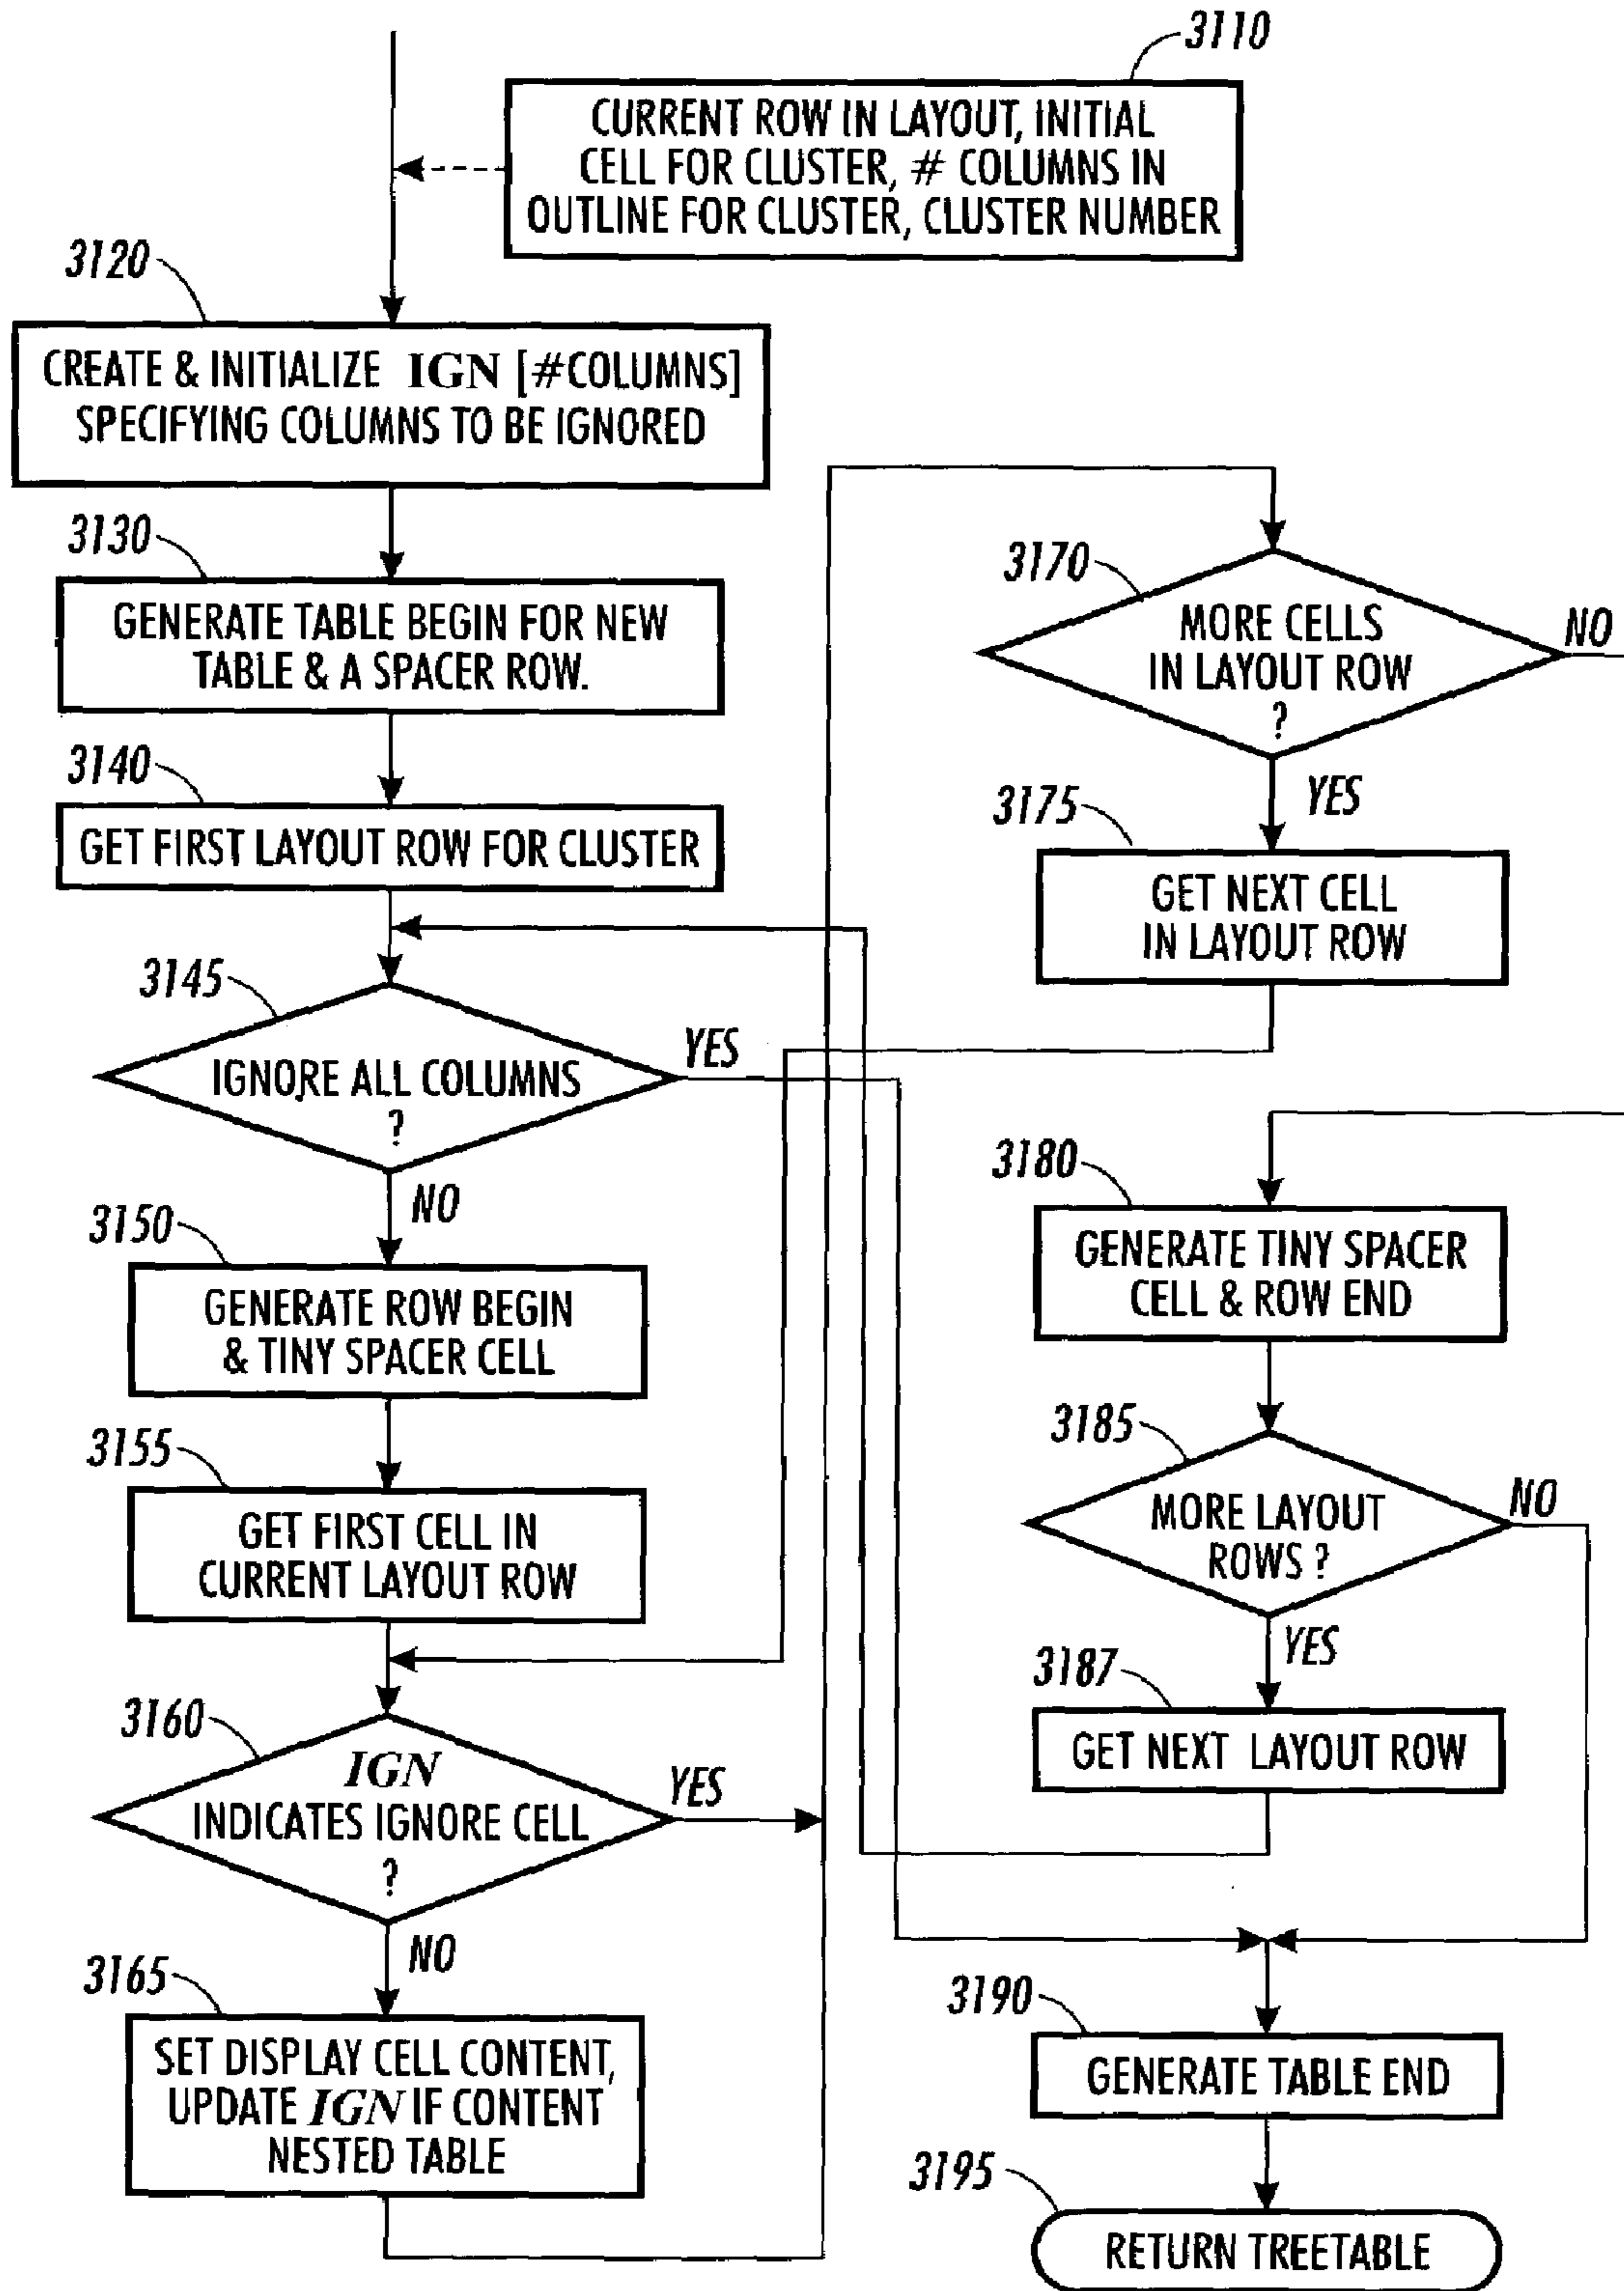 3110
CURRENT ROW IN LAYOUT, INITIAL
CELL FOR CLUSTER, # COLUMNS IN
OUTLINE FOR CLUSTER, CLUSTER NUMBER
3120
CREATE & INITIALIZE IGN [#COLUMNS]
SPECIFYING COLUMNS TO BE IGNORED
3130
GENERATE TABLE BEGIN FOR NEW
TABLE & A SPACER ROW.
3140
GET FIRST LAYOUT ROW FOR CLUSTER
3145
IGNORE ALL COLUMNS
?
YES
NO
3150
GENERATE ROW BEGIN
& TINY SPACER CELL
3155
GET FIRST CELL IN
CURRENT LAYOUT ROW
3160
IGN
INDICATES IGNORE CELL
?
YES
NO
3165
SET DISPLAY CELL CONTENT,
UPDATE IGN IF CONTENT
NESTED TABLE
3170
MORE CELLS
IN LAYOUT ROW
?
NO
YES
3175
GET NEXT CELL
IN LAYOUT ROW
3180
GENERATE TINY SPACER
CELL & ROW END
3185
MORE LAYOUT
ROWS ?
NO
YES
3187
GET NEXT LAYOUT ROW
3190
GENERATE TABLE END
3195
RETURN TREETABLE